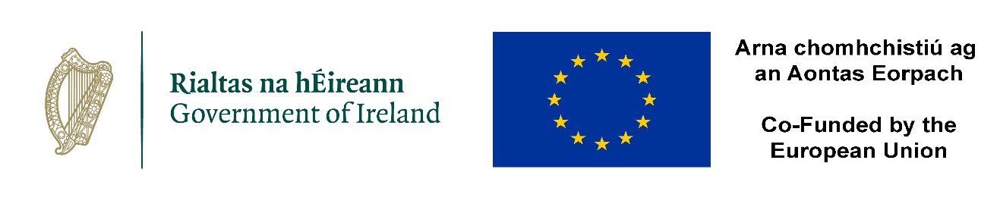 Rialtas na hÉireann
Government of Ireland
Arna chomhchistiú ag
an Aontas Eorpach
Co-Funded by the
European Union